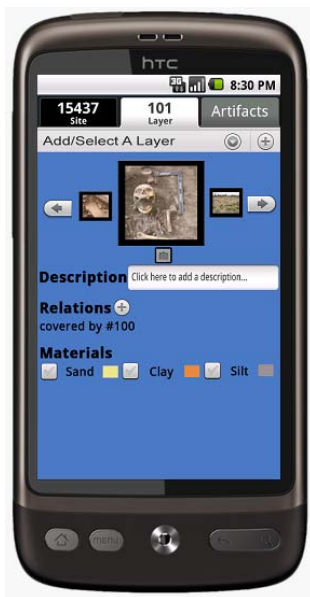 hTC
3G
8:30 PM
15437
Site
101
Layer
Artifacts
Add/Select A Layer
Description
Click here to add a description...
Relations
covered by #100
Materials
Sand
Clay
Silt
menu